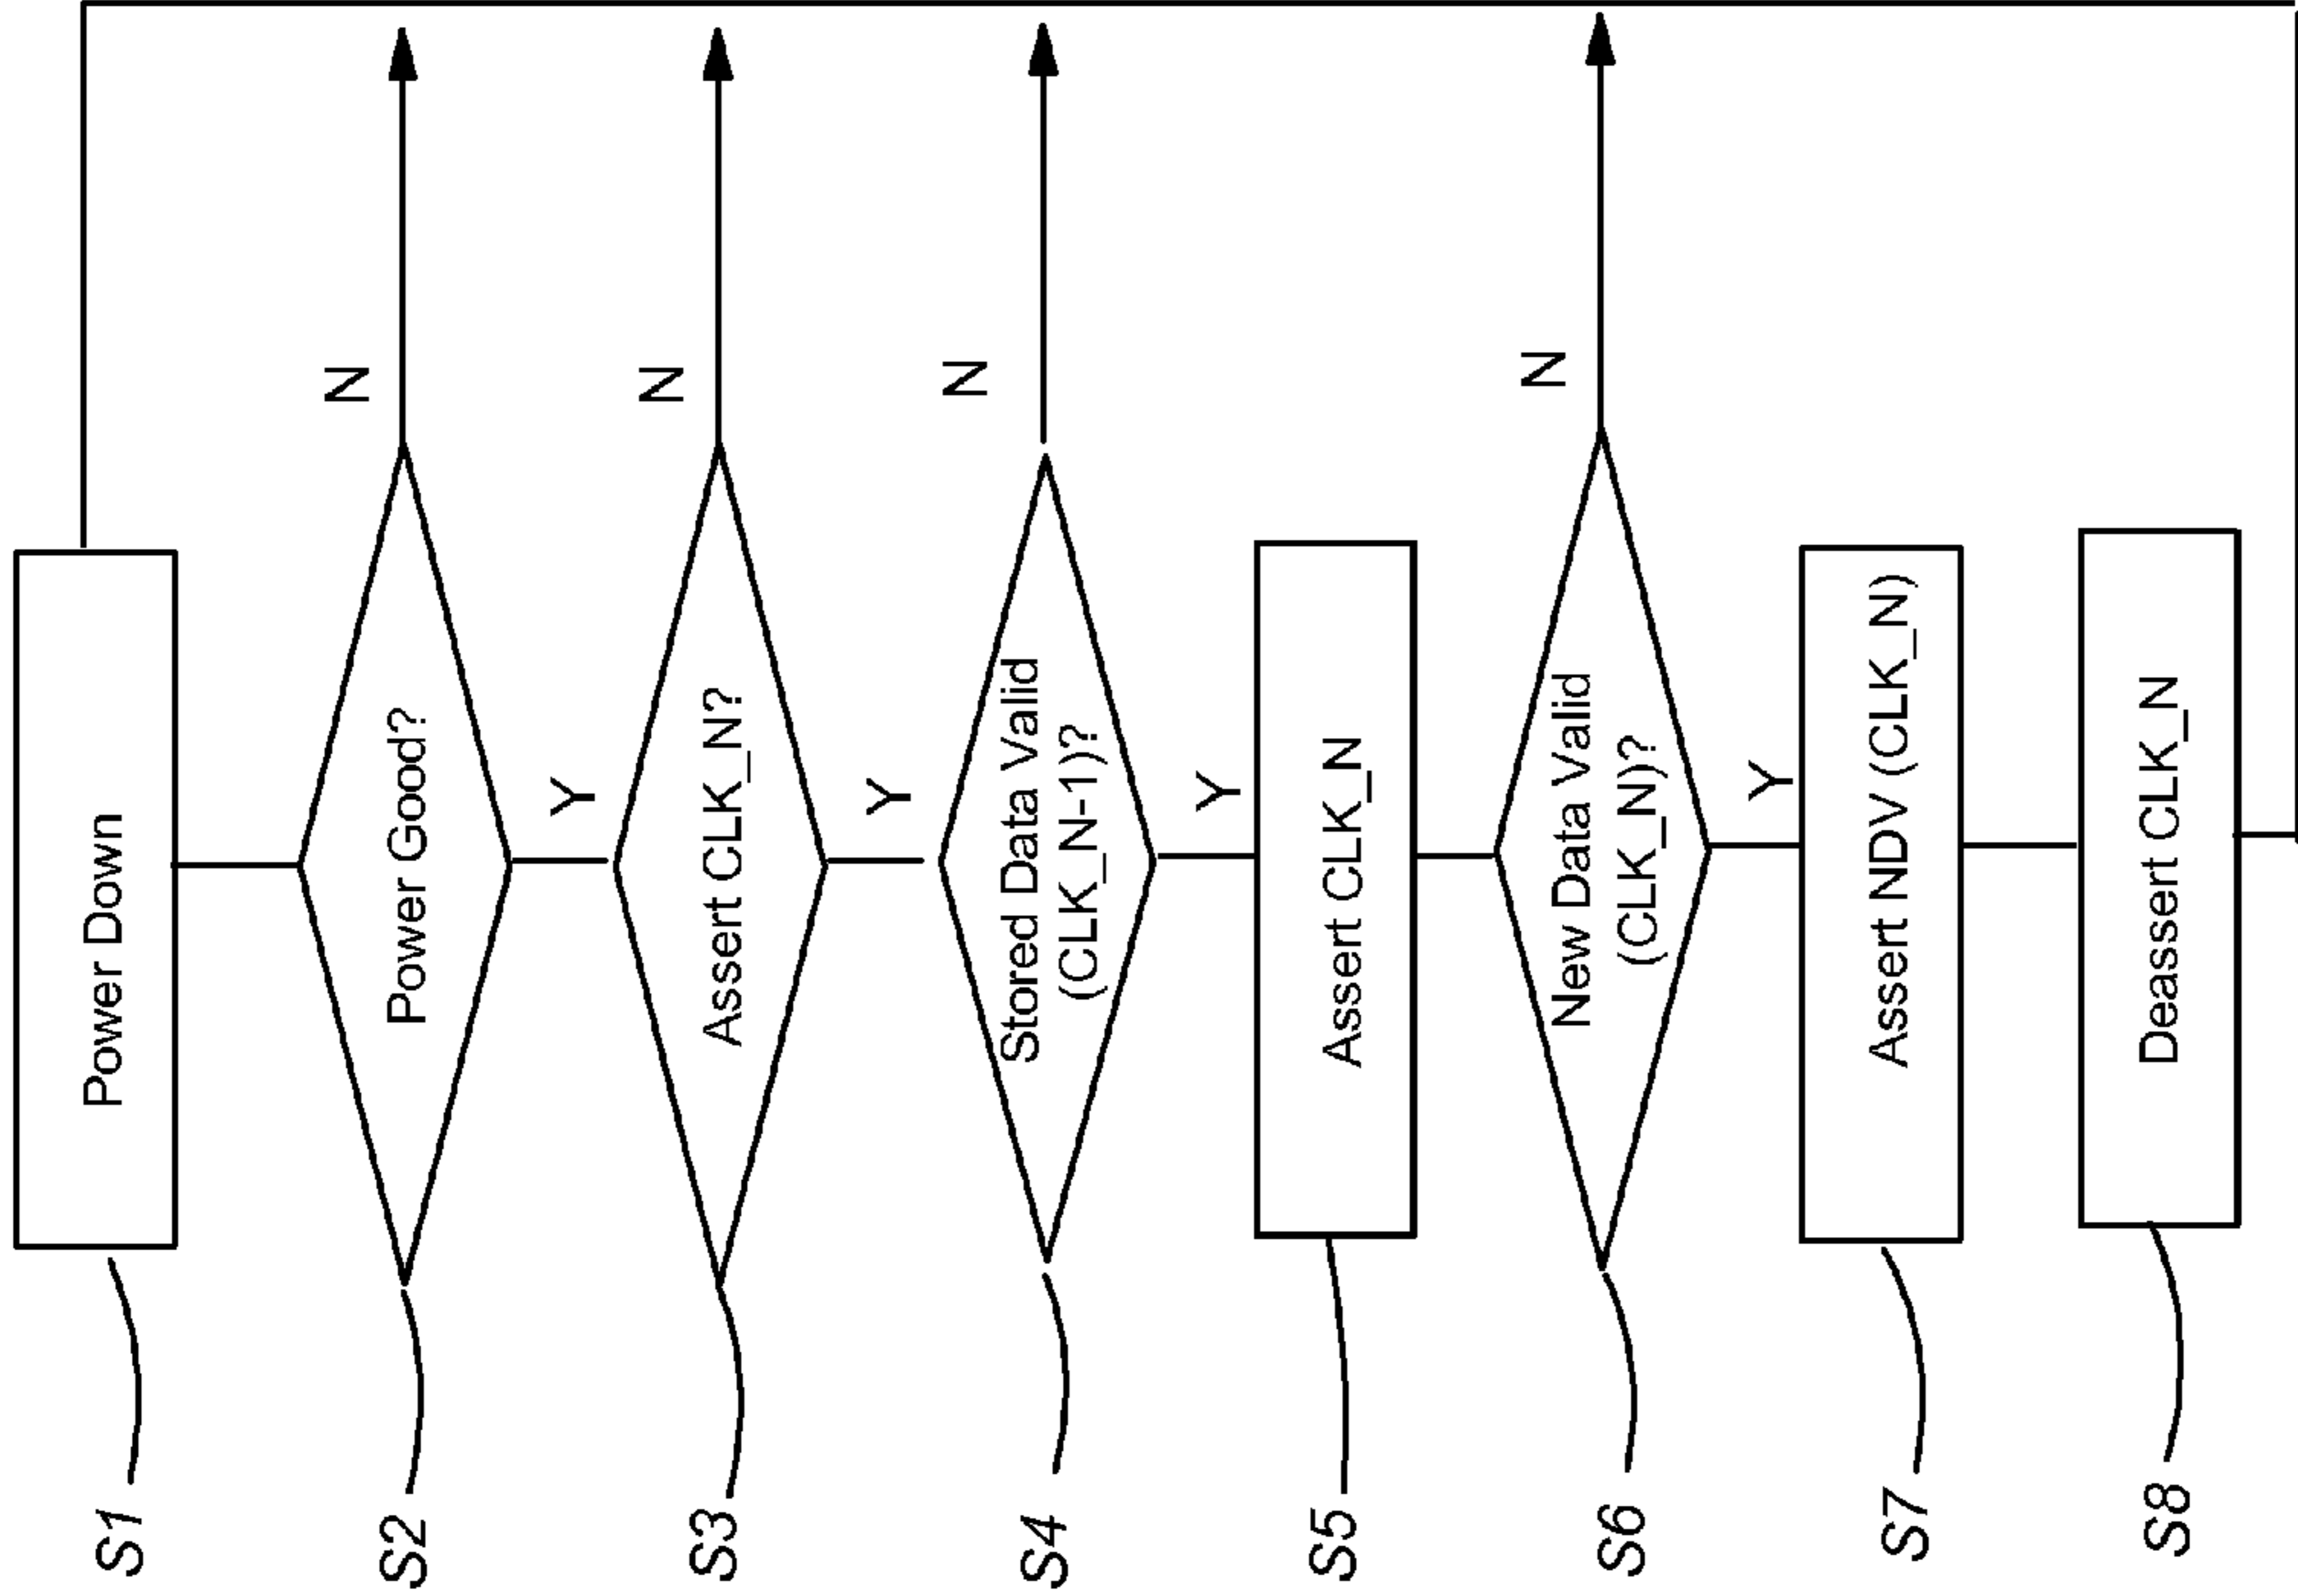 S1
Power Down
S2
Power Good?
N
Y
S3
Assert CLK_N?
N
Y
S4
Stored Data Valid
(CLK_N-1)?
N
Y
S5
Assert CLK_N
S6
New Data Valid
(CLK_N)?
N
Y
S7
Assert NDV (CLK_N)
S8
Deassert CLK_N